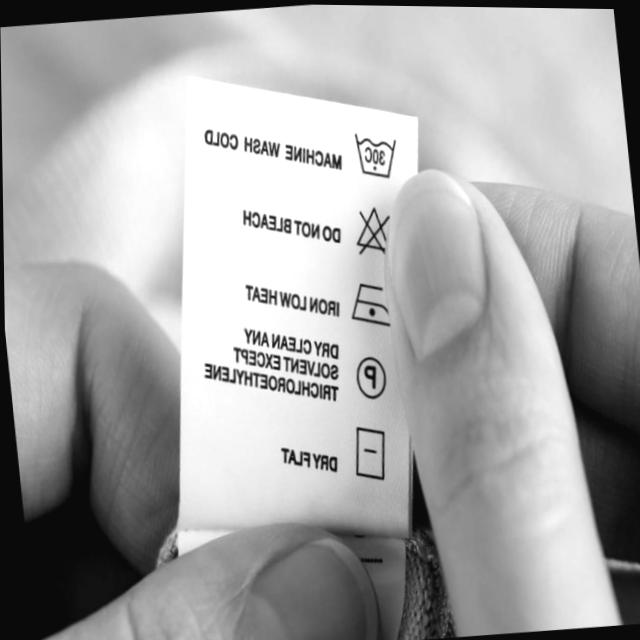 30C
MACHINE WASH COLD
DO NOT BLEACH
IRON LOW HEAT
P
DRY CLEAN ANY
SOLVENT EXCEPT
TRICHLOROETHYLENE
DRY FLAT